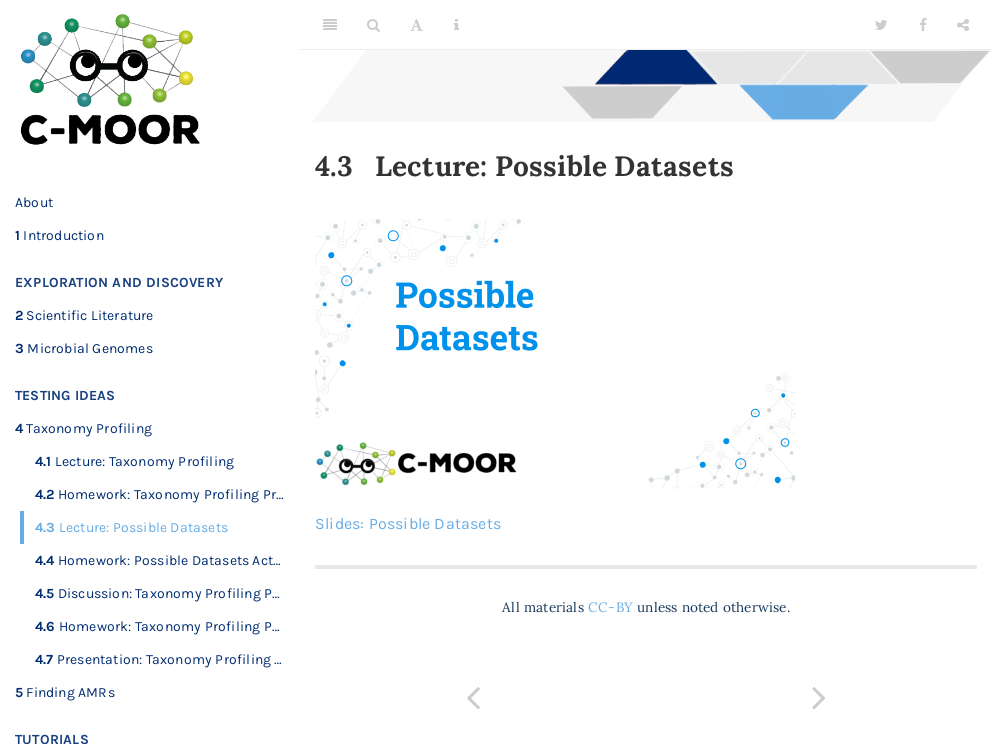 C-MOOR
About
1 Introduction
EXPLORATION AND DISCOVERY
2 Scientific Literature
3 Microbial Genomes
TESTING IDEAS
4 Taxonomy Profiling
4.1 Lecture: Taxonomy Profiling
4.2 Homework: Taxonomy Profiling Pr…
4.3 Lecture: Possible Datasets
4.4 Homework: Possible Datasets Act…
4.5 Discussion: Taxonomy Profiling P…
4.6 Homework: Taxonomy Profiling P…
4.7 Presentation: Taxonomy Profiling …
5 Finding AMRs
TUTORIALS
A
4.3 Lecture: Possible Datasets
Possible
Datasets
C-MOOR
Slides: Possible Datasets
All materials CC-BY unless noted otherwise.